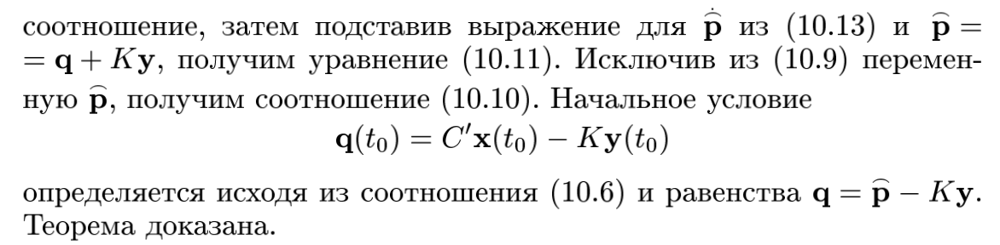 соотношение, затем подставив выражение для $\dot{\widehat{\mathbf{p}}}$ из (10.13) и $\widehat{\mathbf{p}}$ =
= $\mathbf{q} + K\mathbf{y}$, получим уравнение (10.11). Исключив из (10.9) перемен-
ную $\widehat{\mathbf{p}}$, получим соотношение (10.10). Начальное условие
$\mathbf{q}(t_0) = C'\mathbf{x}(t_0) - K\mathbf{y}(t_0)$
определяется исходя из соотношения (10.6) и равенства $\mathbf{q} = \widehat{\mathbf{p}} - K\mathbf{y}$.
Теорема доказана.